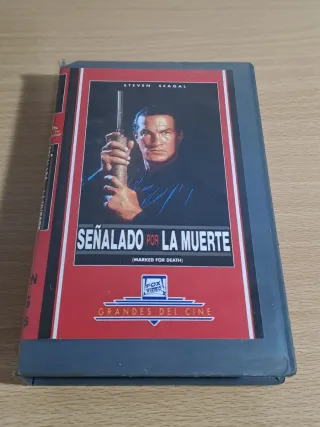 STEVEN SEAGAL
SEÑALADO POR LA MUERTE
(MARKED FOR DEATH)
FOX
VIDEO
GRANDES DEL CINE